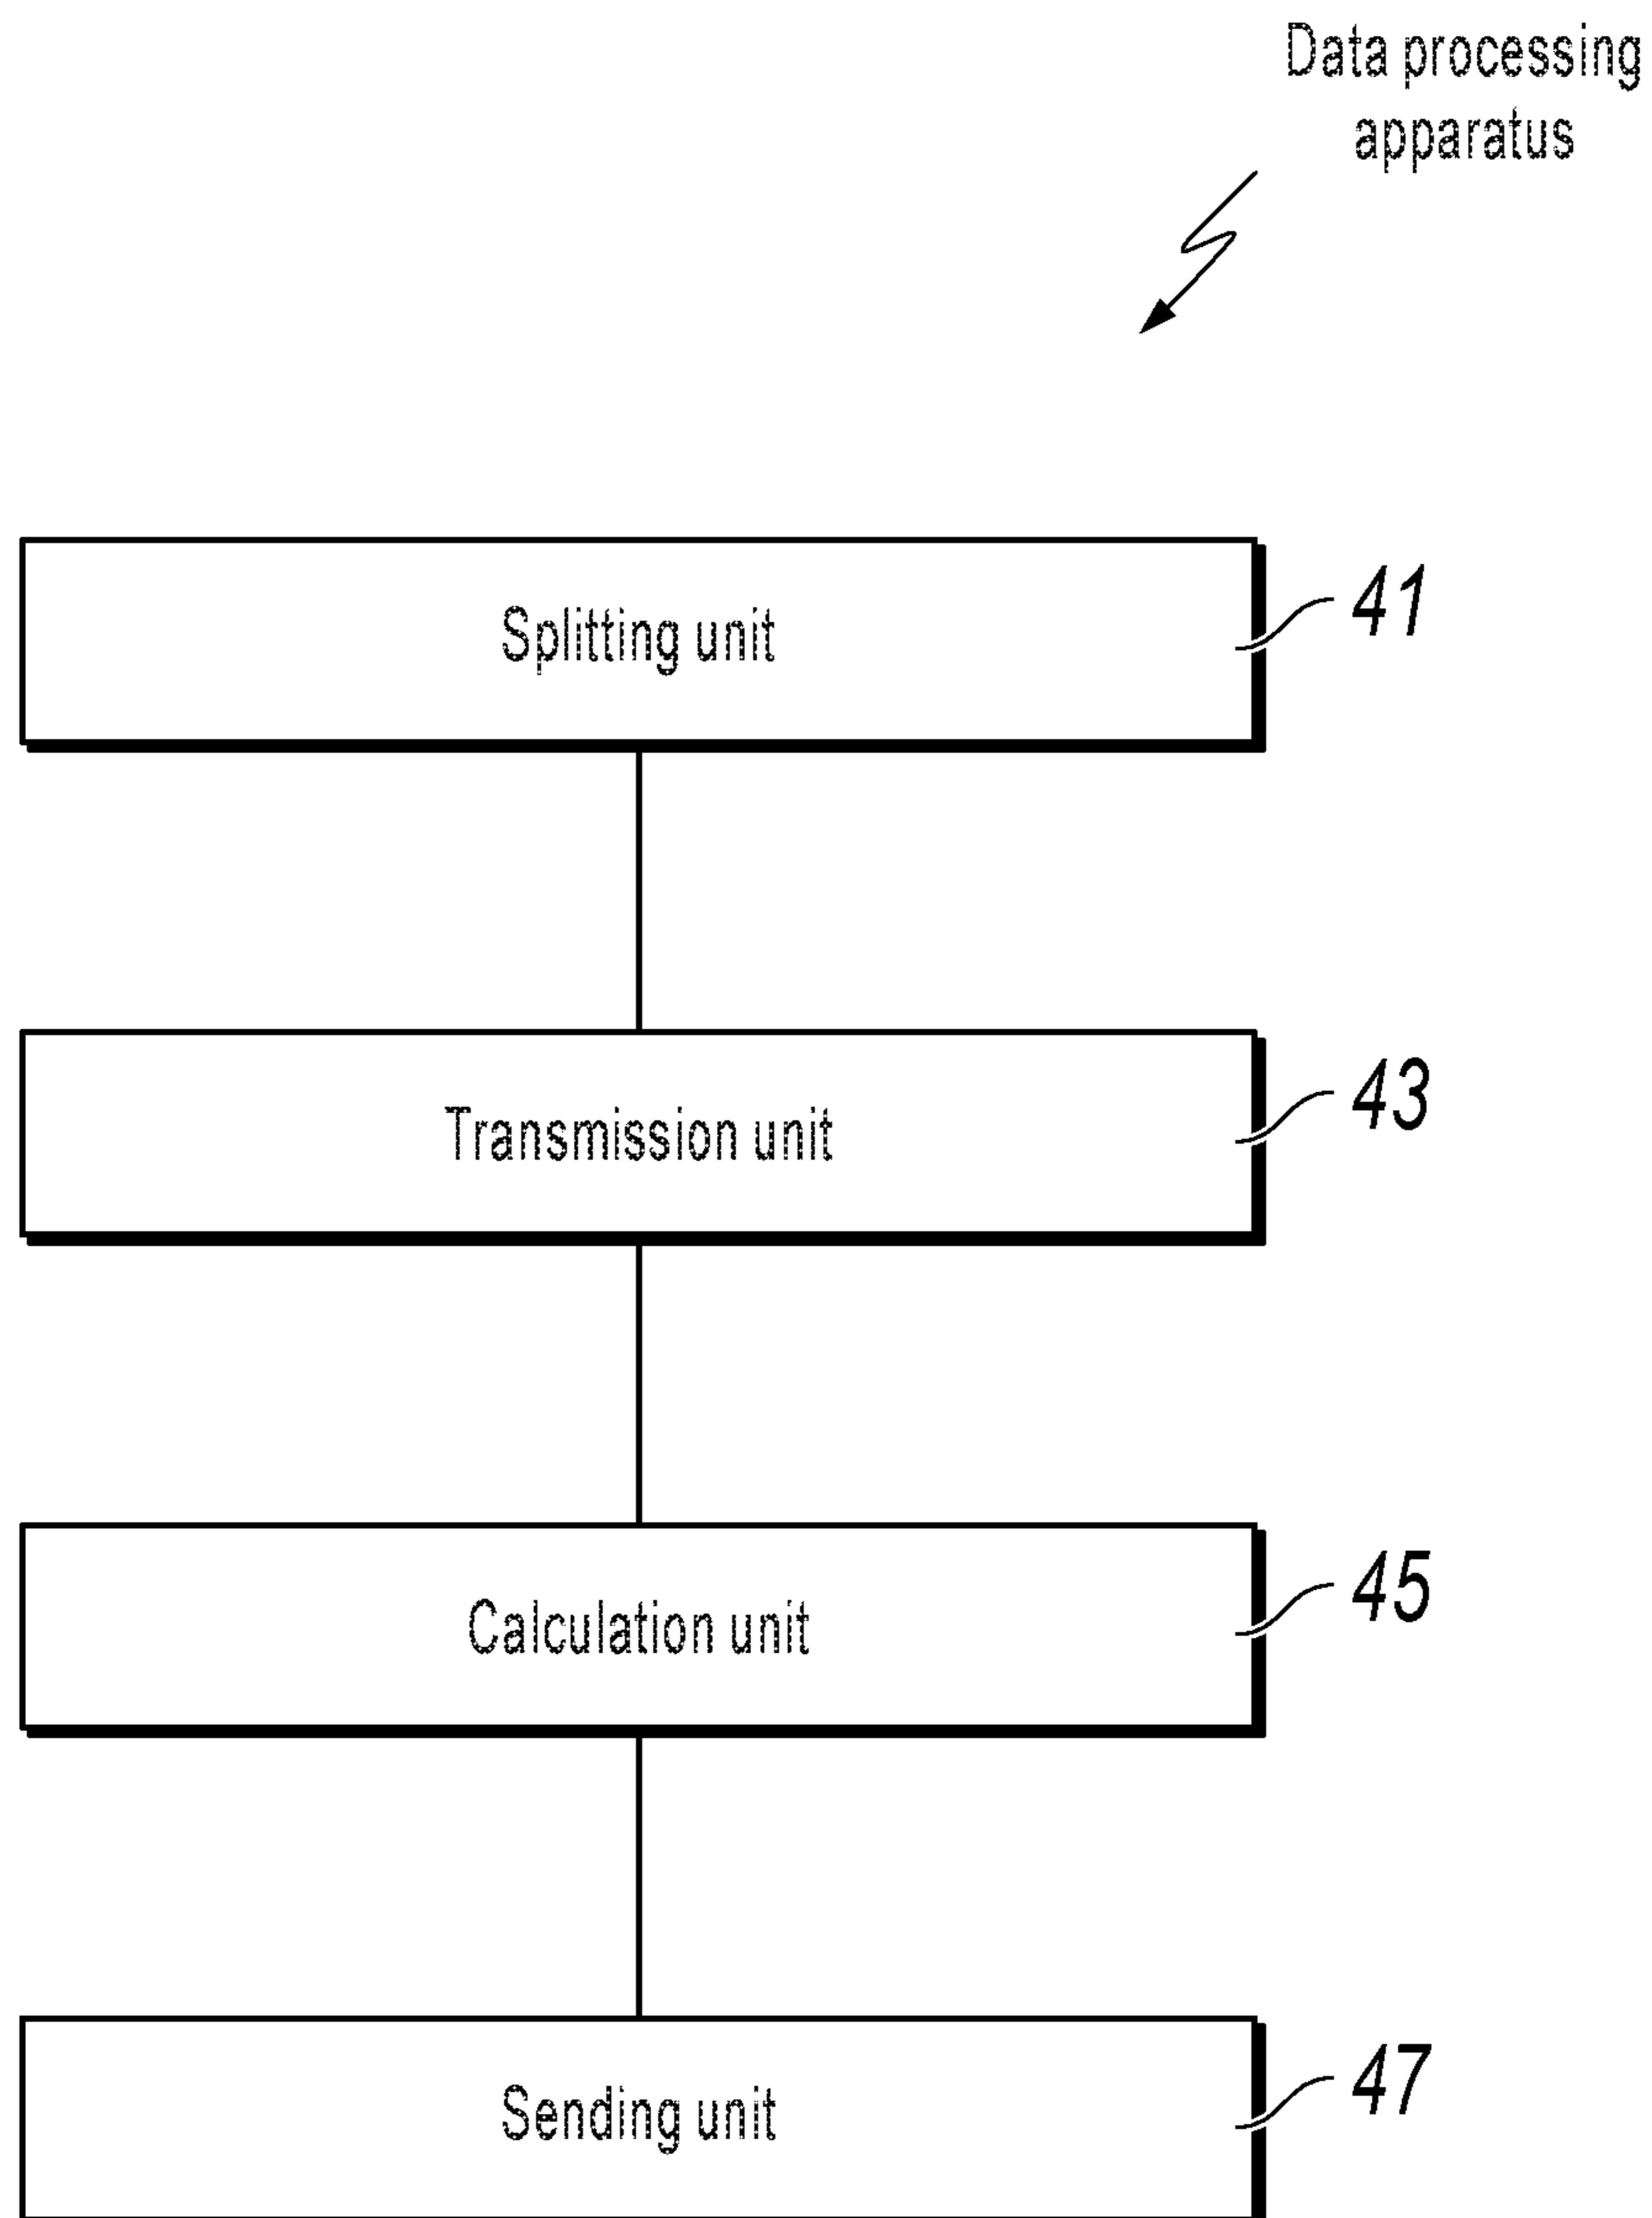 Data processing
apparatus
Splitting unit
41
Transmission unit
43
Calculation unit
45
Sending unit
47